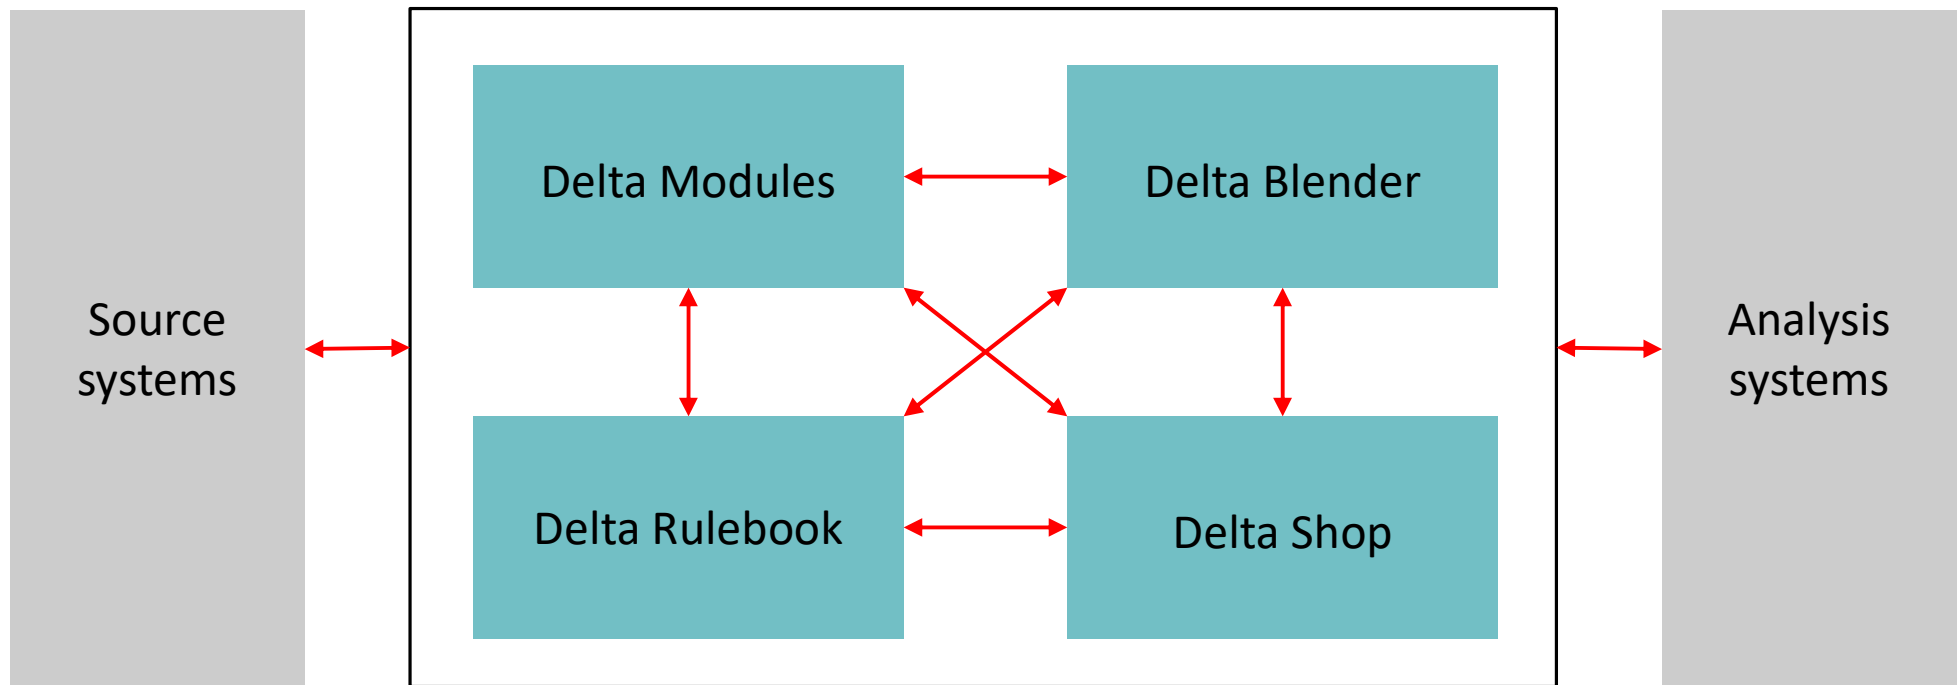 Source
systems
Delta Modules
Delta Blender
Delta Rulebook
Delta Shop
Analysis
systems